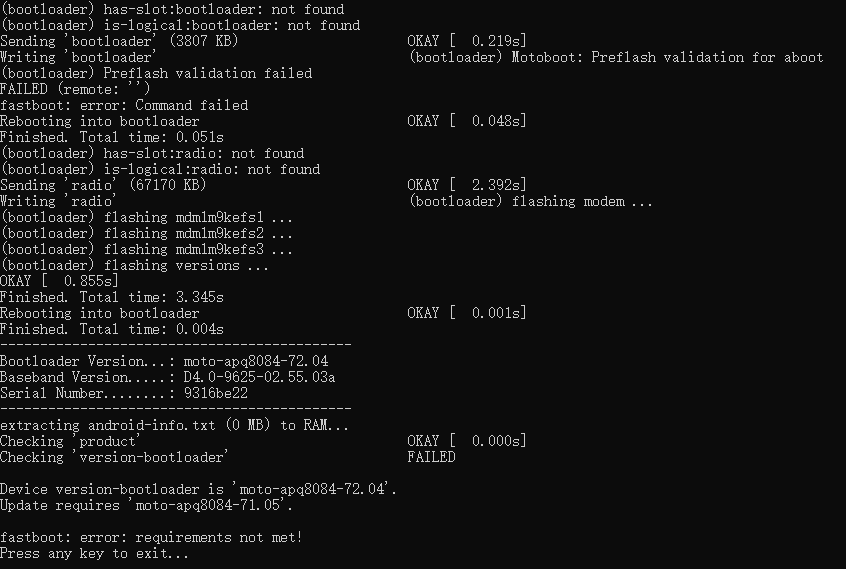 (bootloader) has-slot:bootloader: not found
(bootloader) is-logical:bootloader: not found
Sending 'bootloader' (3807 KB) OKAY [ 0.219s]
Writing 'bootloader' (bootloader) Motoboot: Preflash validation for aboot
(bootloader) Preflash validation failed
FAILED (remote: '')
fastboot: error: Command failed
Rebooting into bootloader OKAY [ 0.048s]
Finished. Total time: 0.051s
(bootloader) has-slot:radio: not found
(bootloader) is-logical:radio: not found
Sending 'radio' (67170 KB) OKAY [ 2.392s]
Writing 'radio' (bootloader) flashing modem ...
(bootloader) flashing mdm1m9kefs1 ...
(bootloader) flashing mdm1m9kefs2 ...
(bootloader) flashing mdm1m9kefs3 ...
(bootloader) flashing versions ...
OKAY [ 0.855s]
Finished. Total time: 3.345s
Rebooting into bootloader OKAY [ 0.001s]
Finished. Total time: 0.004s
--------------------------------------------
Bootloader Version...: moto-apq8084-72.04
Baseband Version.....: D4.0-9625-02.55.03a
Serial Number........: 9316be22
--------------------------------------------
extracting android-info.txt (0 MB) to RAM...
Checking 'product' OKAY [ 0.000s]
Checking 'version-bootloader' FAILED
Device version-bootloader is 'moto-apq8084-72.04'.
Update requires 'moto-apq8084-71.05'.
fastboot: error: requirements not met!
Press any key to exit...